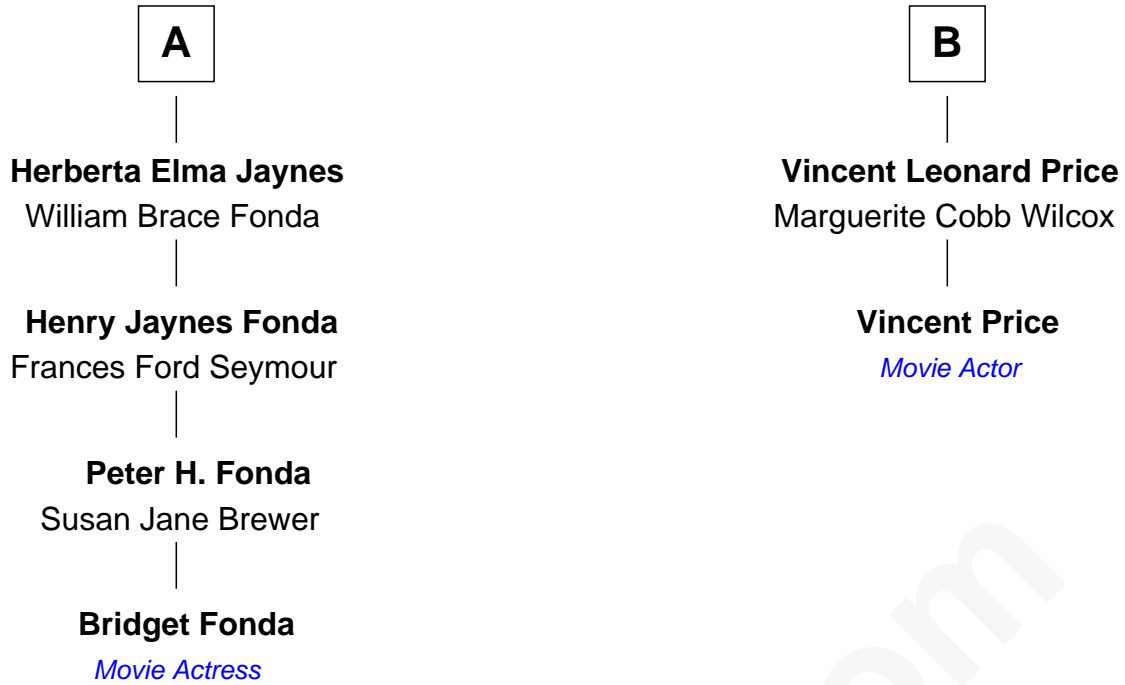 A
Herberta Elma Jaynes
William Brace Fonda
Henry Jaynes Fonda
Frances Ford Seymour
Peter H. Fonda
Susan Jane Brewer
Bridget Fonda
Movie Actress
B
Vincent Leonard Price
Marguerite Cobb Wilcox
Vincent Price
Movie Actor
om